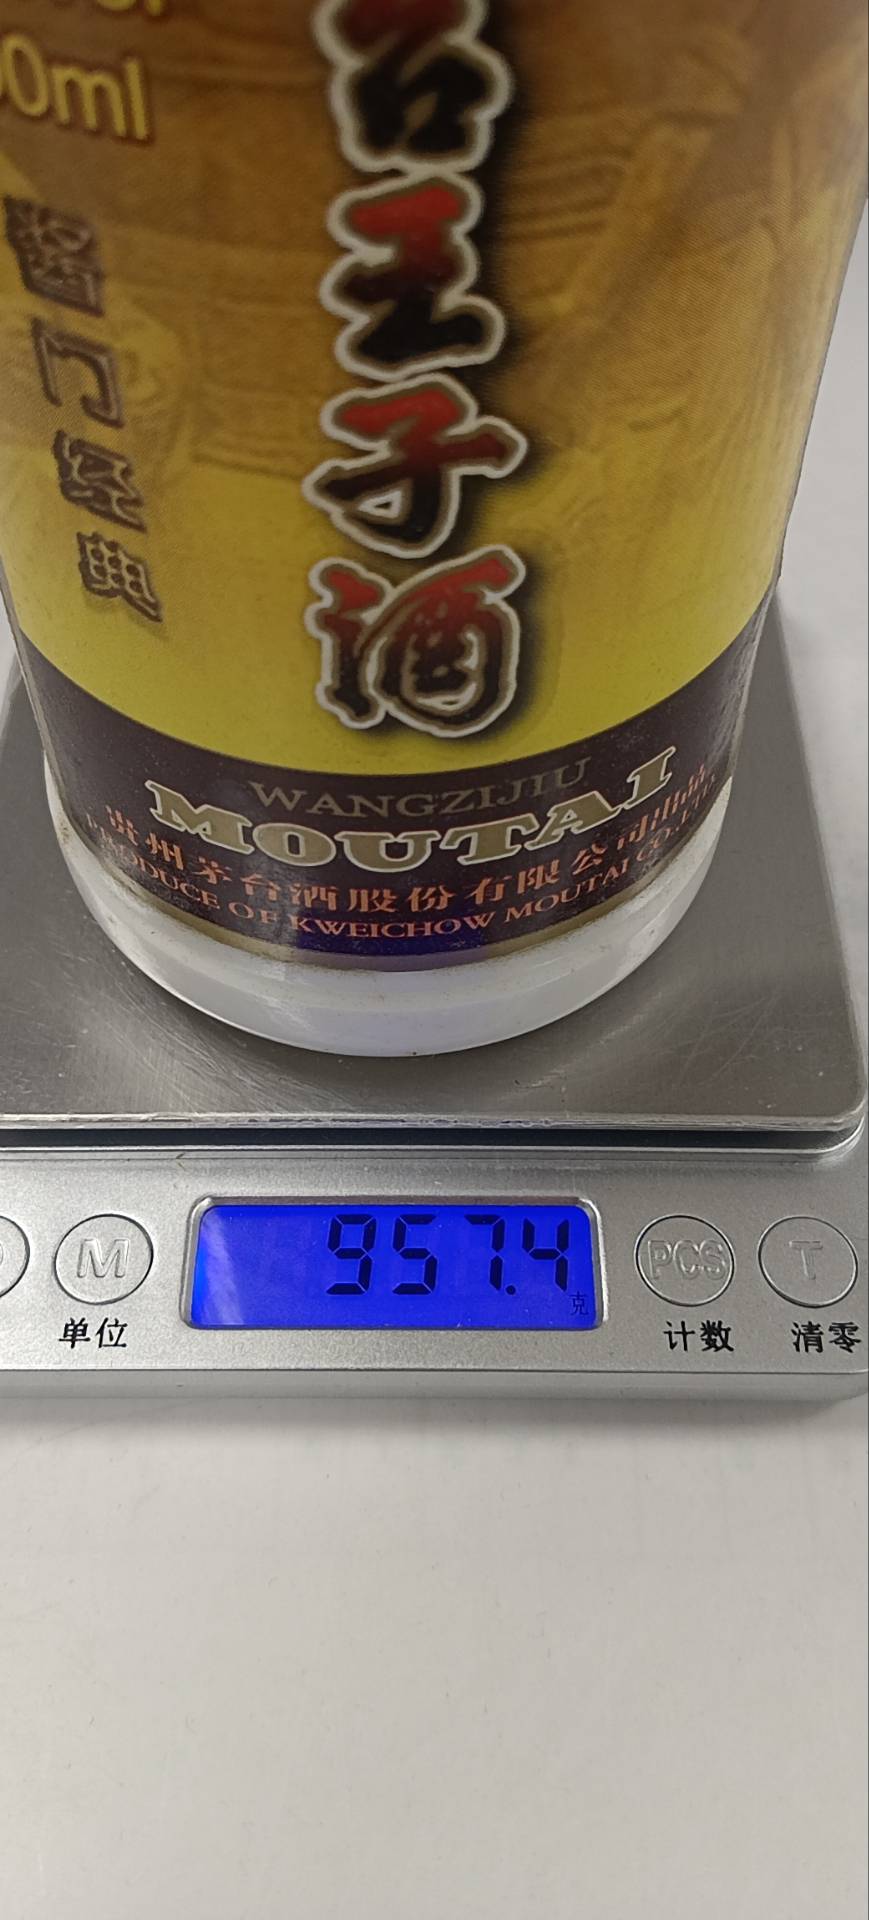 0ml
酱门经典
台王子酒
WANGZIJIU
MOUTAI
贵州茅台酒股份有限公司出品
PRODUCE OF KWEICHOW MOUTAI CO.LTD
957.4
克
M
PCS
T
单位
计数
清零